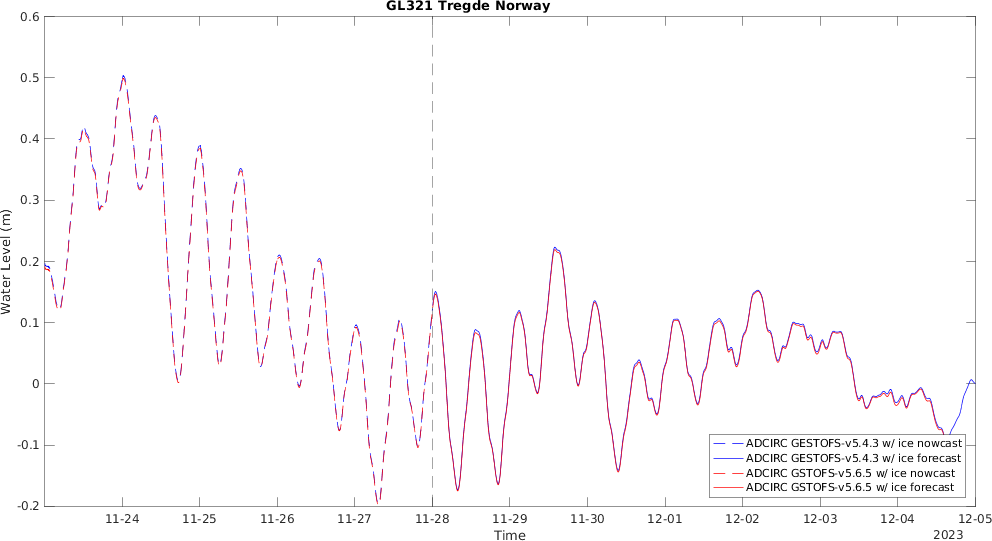 GL321 Tregde Norway
0.6
0.5
0.4
0.3
0.2
0.1
0
-0.1
-0.2
Water Level (m)
ADCIRC GESTOFS-v5.4.3 w/ ice nowcast
ADCIRC GESTOFS-v5.4.3 w/ ice forecast
ADCIRC GSTOFS-v5.6.5 w/ ice nowcast
ADCIRC GSTOFS-v5.6.5 w/ ice forecast
11-24 11-25 11-26 11-27 11-28 11-29 11-30 12-01 12-02 12-03 12-04 12-05
Time
2023